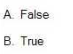 A. False
B. True